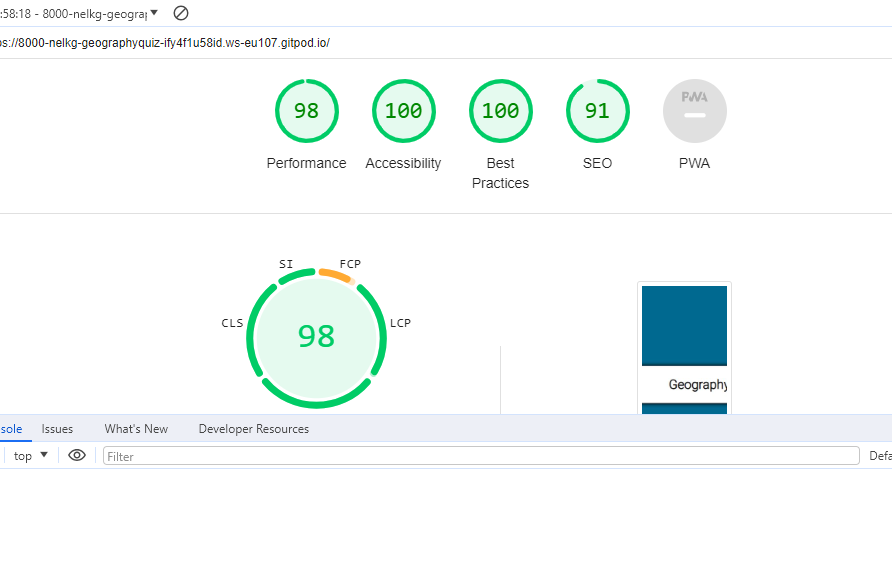 :58:18 - 8000-nelkg-geograp
ps://8000-nelkg-geographyquiz-ify4f1u58id.ws-eu107.gitpod.io/
98 100 100 91 PWA
Performance Accessibility Best Practices SEO PWA
SI FCP
CLS LCP
98
Geography
sole Issues What's New Developer Resources
top Filter Defa